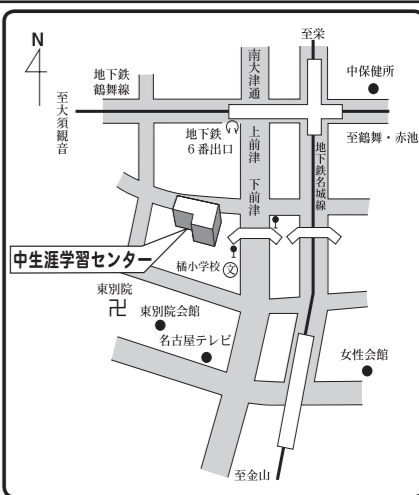 N
至栄
南大津通
中保健所
地下鉄
鶴舞線
至大須観音
地下鉄
6番出口
上前津
下前津
地下鉄名城線
至鶴舞・赤池
中生涯学習センター
橘小学校
文
東別院
卍
東別院会館
名古屋テレビ
女性会館
至金山